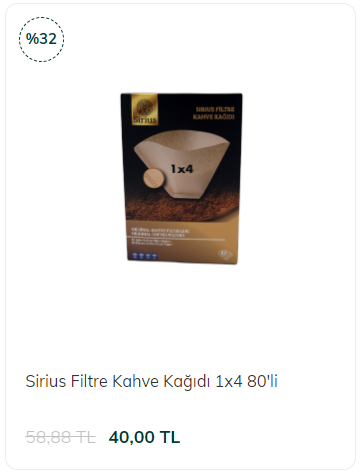 %32
Sirius
SIRIUS FİLTRE
KAHVE KAĞIDI
1x4
Sirius Filtre Kahve Kağıdı 1x4 80'li
58,88 TL 40,00 TL